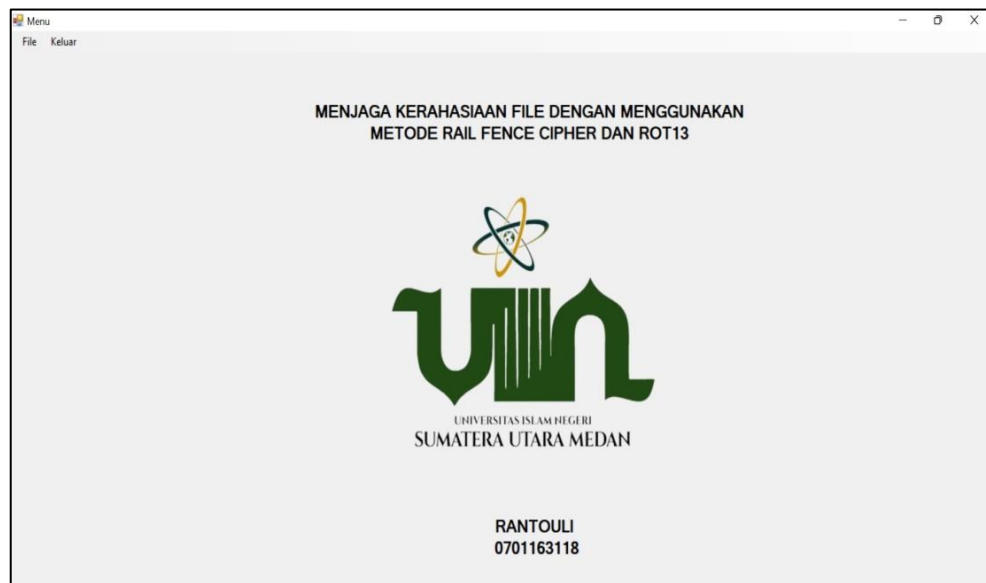 Menu
File Keluar
MENJAGA KERAHASIAAN FILE DENGAN MENGGUNAKAN
METODE RAIL FENCE CIPHER DAN ROT13
UIN
UNIVERSITAS ISLAM NEGERI
SUMATERA UTARA MEDAN
RANTOULI
0701163118